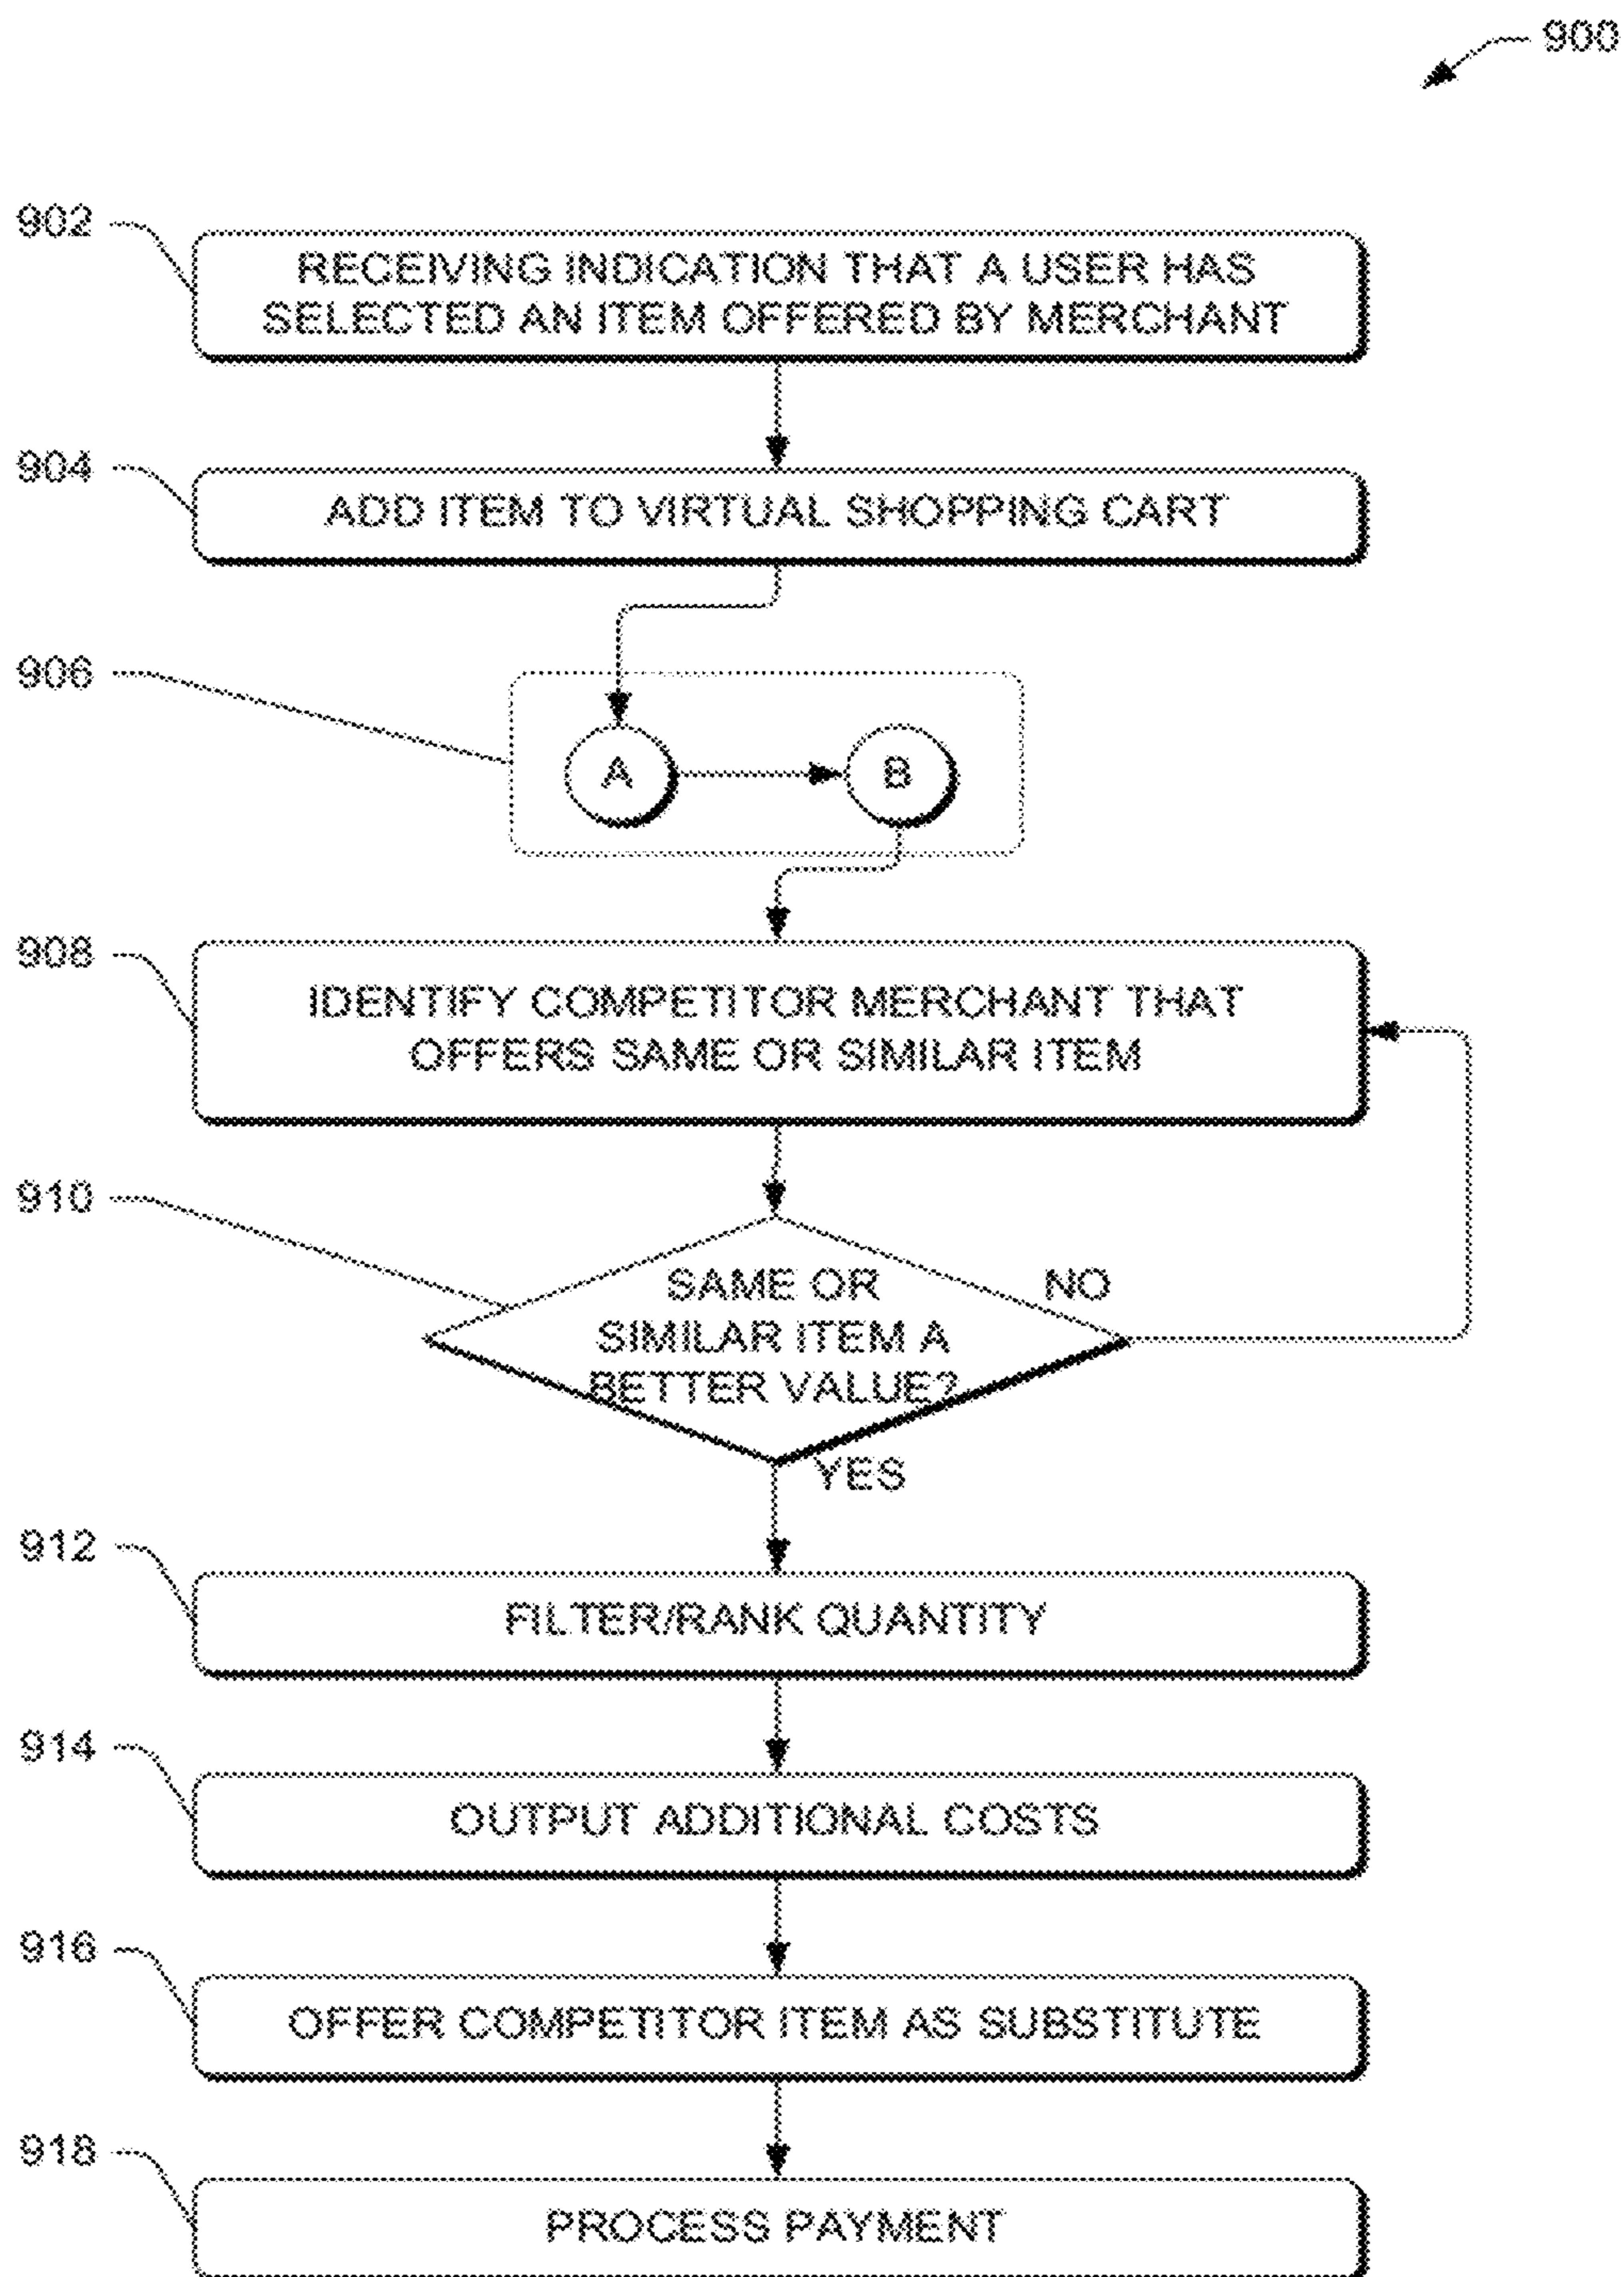 900
902
RECEIVING INDICATION THAT A USER HAS
SELECTED AN ITEM OFFERED BY MERCHANT
904
ADD ITEM TO VIRTUAL SHOPPING CART
906
A
B
908
IDENTIFY COMPETITOR MERCHANT THAT
OFFERS SAME OR SIMILAR ITEM
910
SAME OR
SIMILAR ITEM A
BETTER VALUE?
NO
YES
912
FILTER/RANK QUANTITY
914
OUTPUT ADDITIONAL COSTS
916
OFFER COMPETITOR ITEM AS SUBSTITUTE
918
PROCESS PAYMENT